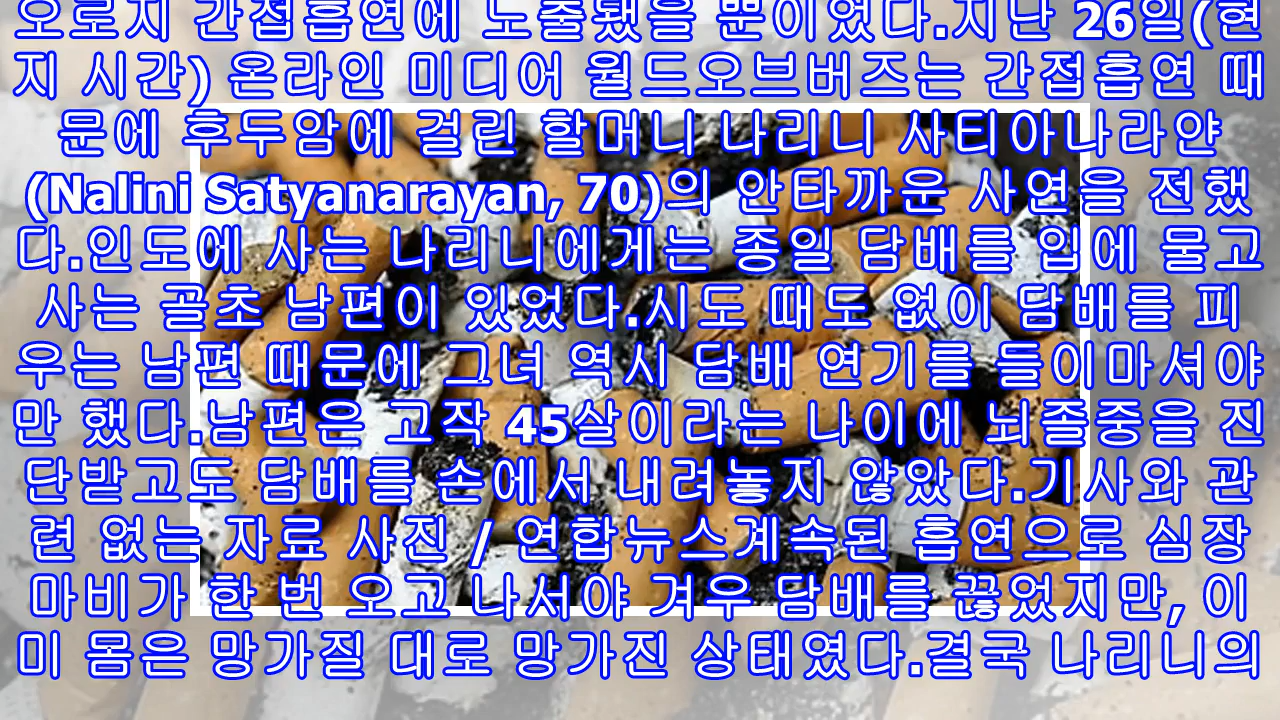 오로지 간접흡연에 노출됐을 뿐이었다.지난 26일(현
지 시간) 온라인 미디어 월드오브버즈는 간접흡연 때
문에 후두암에 걸린 할머니 나리니 사티아나라얀
(Nalini Satyanarayan, 70)의 안타까운 사연을 전했
다.인도에 사는 나리니에게는 종일 담배를 입에 물고
사는 골초 남편이 있었다.시도 때도 없이 담배를 피
우는 남편 때문에 그녀 역시 담배 연기를 들이마셔야
만 했다.남편은 고작 45살이라는 나이에 뇌졸중을 진
단받고도 담배를 손에서 내려놓지 않았다.기사와 관
련 없는 자료 사진 / 연합뉴스계속된 흡연으로 심장
마비가 한 번 오고 나서야 겨우 담배를 끊었지만, 이
미 몸은 망가질 대로 망가진 상태였다.결국 나리니의